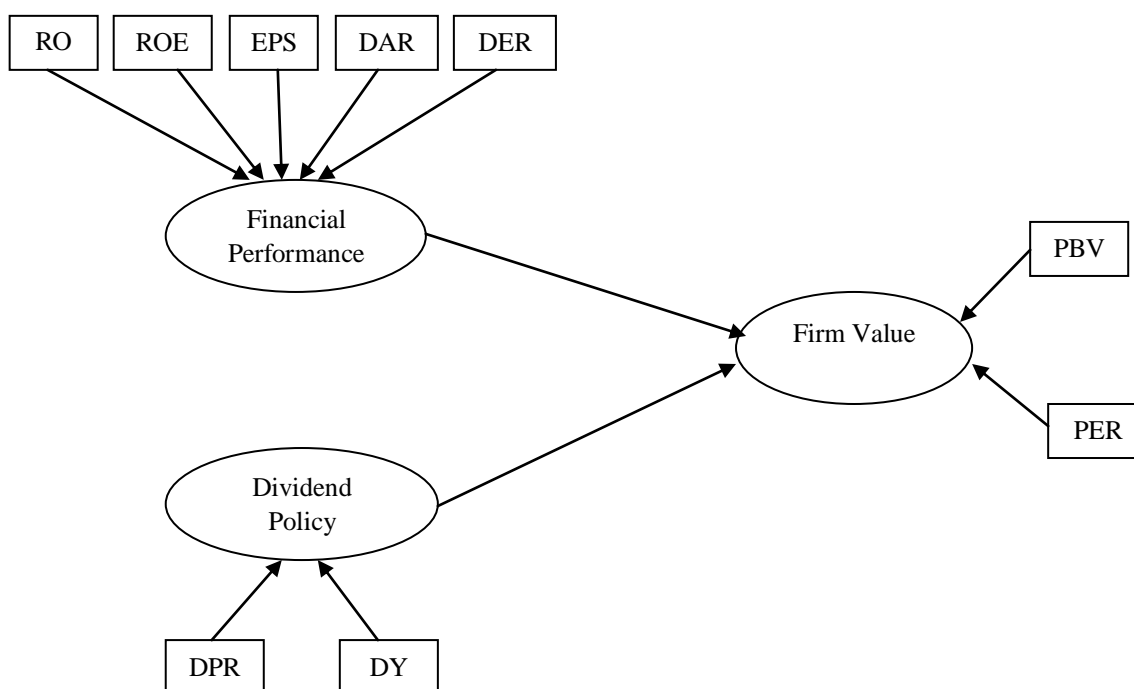 RO
ROE
EPS
DAR
DER
Financial
Performance
PBV
Firm Value
PER
Dividend
Policy
DPR
DY